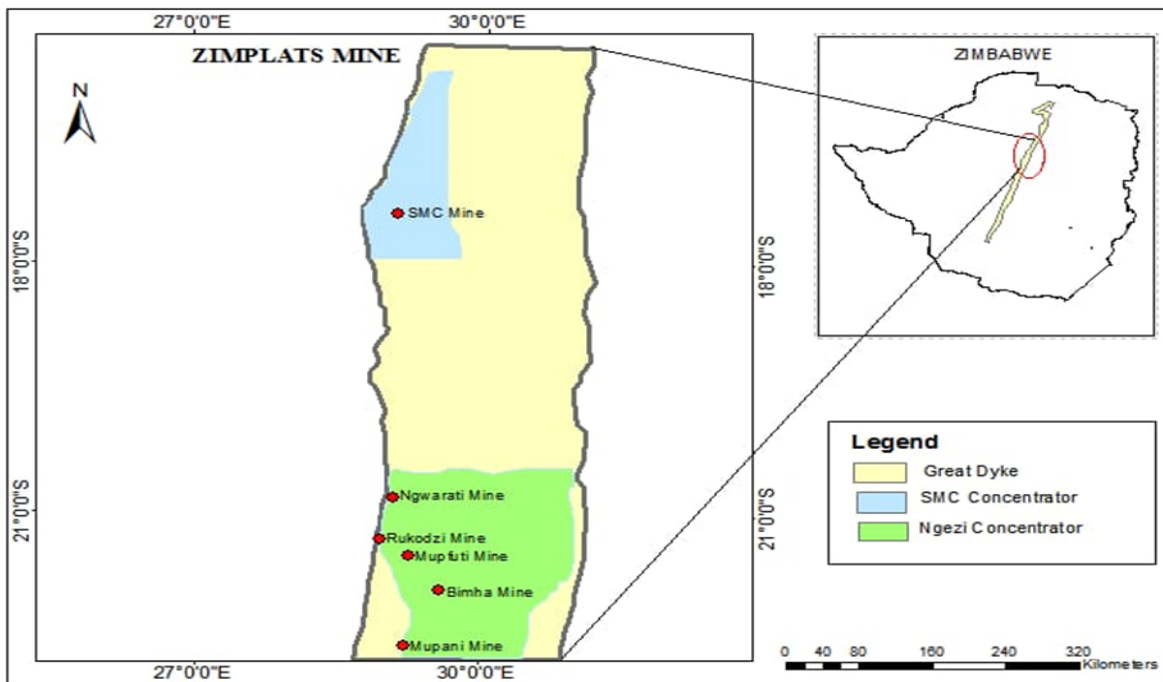 27°0'0"E 30°0'0"E
ZIMPLATS MINE
ZIMBABWE
N
SMC Mine
18°0'0"S 18°0'0"S
Legend
Great Dyke
SMC Concentrator
Ngezi Concentrator
Ngwarati Mine
21°0'0"S 21°0'0"S
Rukodzi Mine
Mupfuti Mine
Bimha Mine
Mupani Mine
0 40 80 160 240 320
Kilometers
27°0'0"E 30°0'0"E